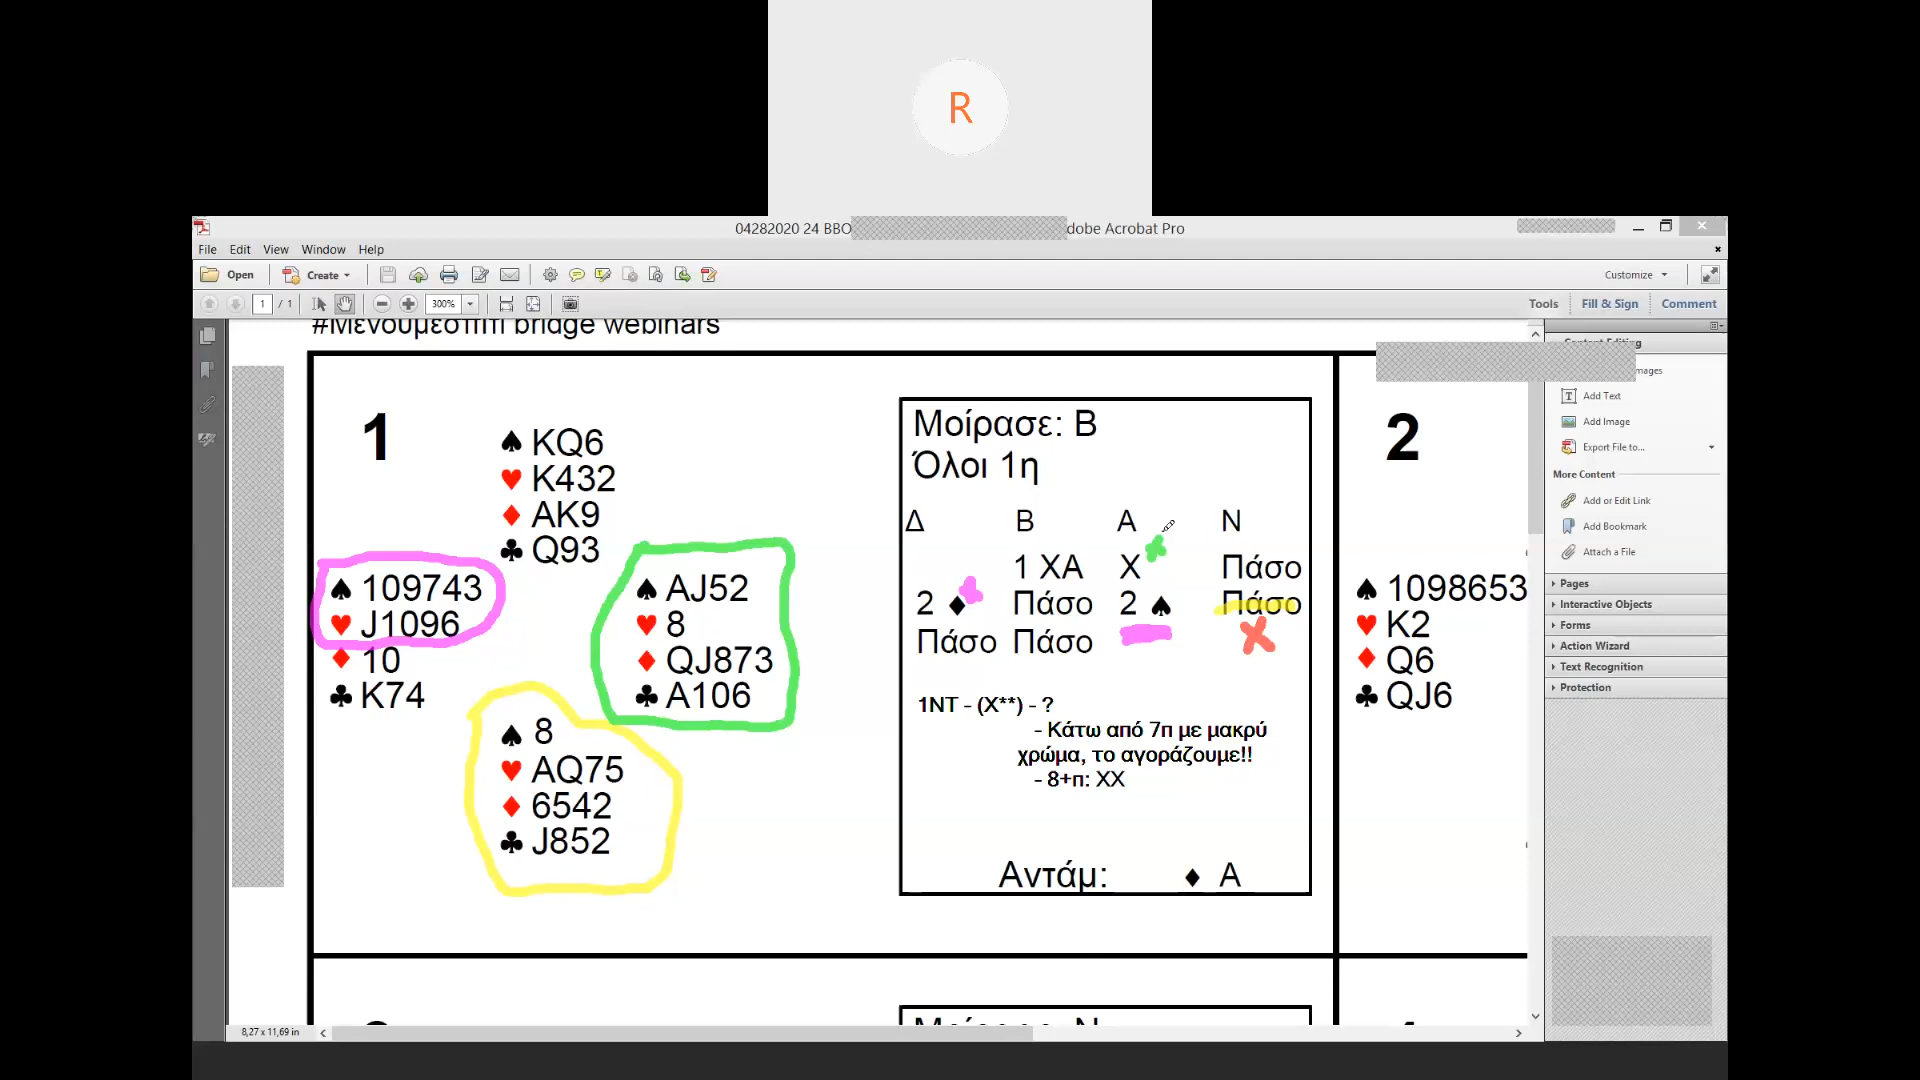 R
04282020 24 BBO
dobe Acrobat Pro
File Edit View Window Help
Open Create Customize
1 / 1 300% Tools Fill & Sign Comment
bridge webinars
1
♠ KQ6
♥ K432
♦ AK9
♣ Q93
♠ 109743
♥ J1096
♦ 10
♣ K74
♠ AJ52
♥ 8
♦ QJ873
♣ A106
♠ 8
♥ AQ75
♦ 6542
♣ J852
Μοίρασε: Β
Όλοι 1η
Δ Β Α Ν
1 ΧΑ Χ Πάσο
2 ♦ Πάσο 2 ♠ Πάσο
Πάσο Πάσο
1NT - (X**) - ?
- Κάτω από 7π με μακρύ
χρώμα, το αγοράζουμε!!
- 8+π: ΧΧ
Αντάμ: ♦ Α
2
♠ 1098653
♥ K2
♦ Q6
♣ QJ6
Add Text
Add Image
Export File to...
More Content
Add or Edit Link
Add Bookmark
Attach a File
Pages
Interactive Objects
Forms
Action Wizard
Text Recognition
Protection
8,27 x 11,69 in